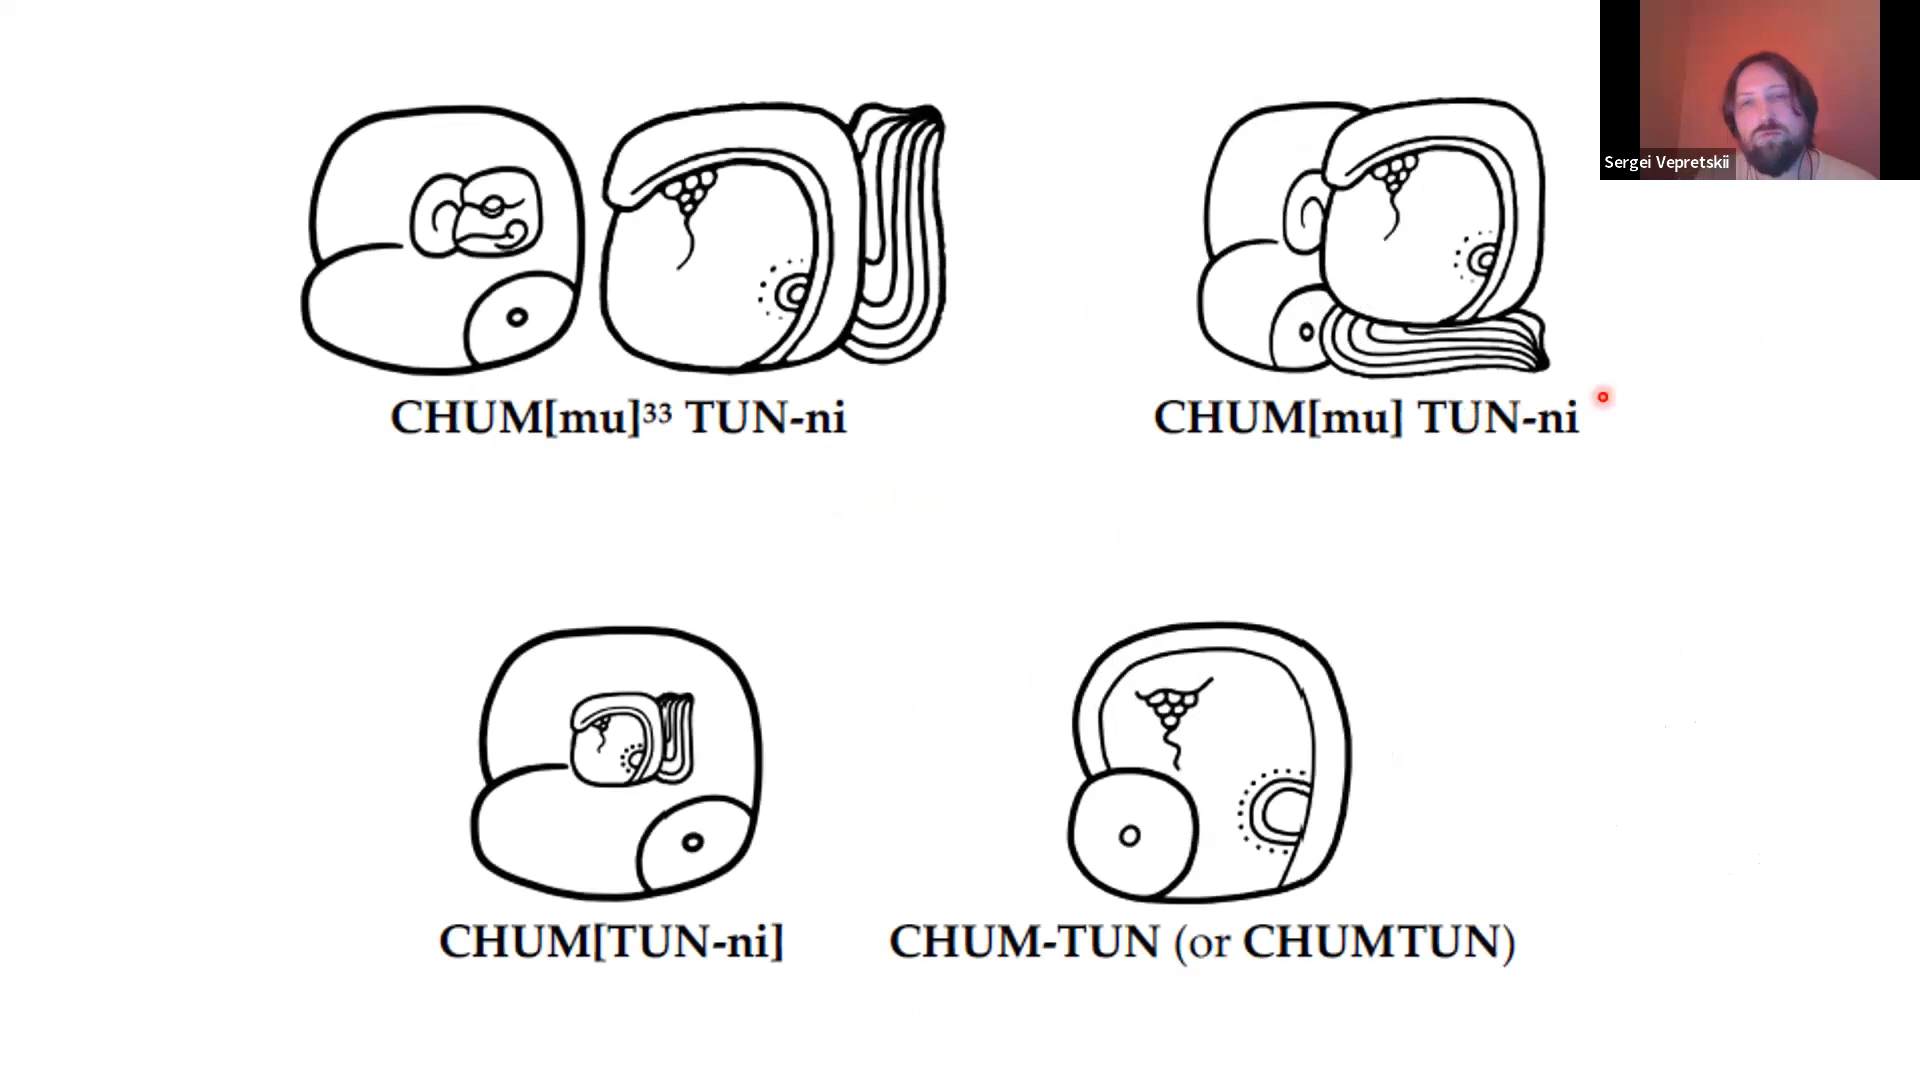 Sergei Vepretskii
CHUM[mu]³³ TUN-ni
CHUM[mu] TUN-ni
CHUM[TUN-ni]
CHUM-TUN (or CHUMTUN)